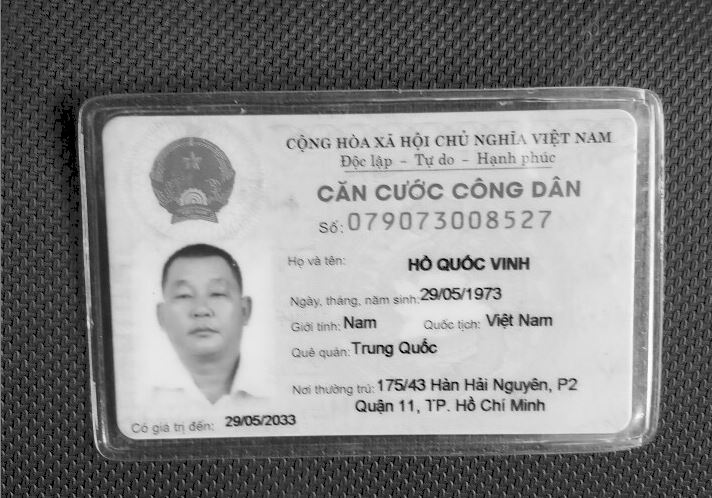 CỘNG HÒA XÃ HỘI CHỦ NGHĨA VIỆT NAM
Độc lập - Tự do - Hạnh phúc
CĂN CƯỚC CÔNG DÂN
Số: 079073008527
Họ và tên: HỒ QUỐC VINH
Ngày, tháng, năm sinh: 29/05/1973
Giới tính: Nam Quốc tịch: Việt Nam
Quê quán: Trung Quốc
Nơi thường trú: 175/43 Hàn Hải Nguyên, P2
Quận 11, TP. Hồ Chí Minh
Có giá trị đến: 29/05/2033